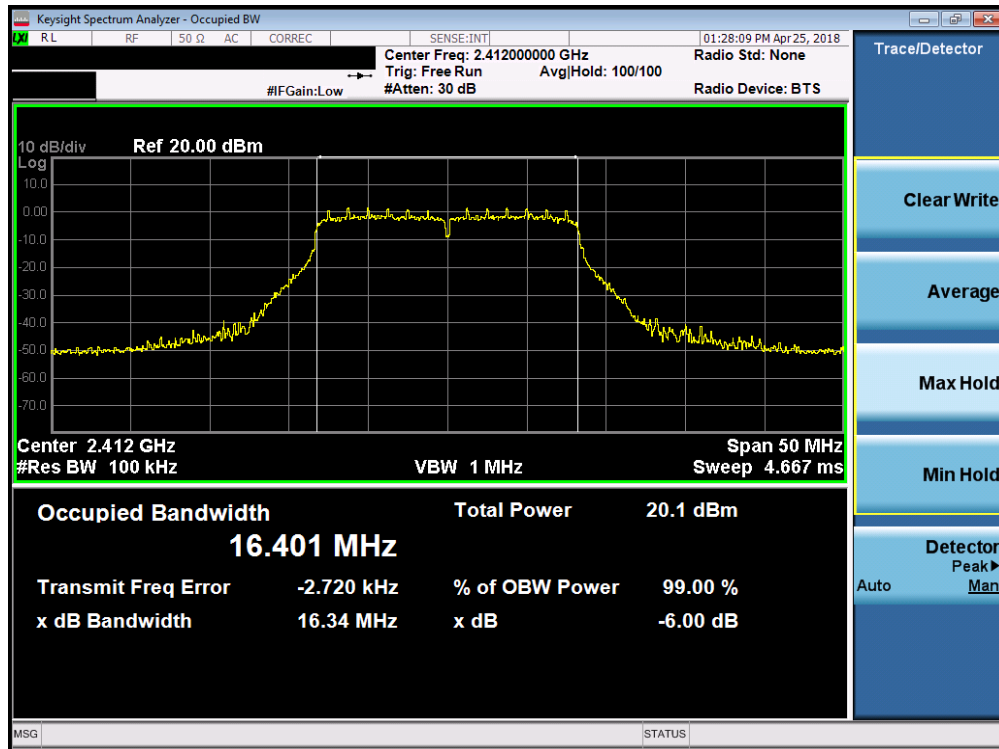 Keysight Spectrum Analyzer - Occupied BW
LXI RL RF 50 Ω AC CORREC SENSE:INT 01:28:09 PM Apr 25, 2018
Center Freq: 2.412000000 GHz Radio Std: None
Trig: Free Run Avg|Hold: 100/100
#IFGain:Low #Atten: 30 dB Radio Device: BTS
10 dB/div Ref 20.00 dBm
Log
10.0
0.00
-10.0
-20.0
-30.0
-40.0
-50.0
-60.0
-70.0
Center 2.412 GHz Span 50 MHz
#Res BW 100 kHz VBW 1 MHz Sweep 4.667 ms
Occupied Bandwidth Total Power 20.1 dBm
16.401 MHz
Transmit Freq Error -2.720 kHz % of OBW Power 99.00 %
x dB Bandwidth 16.34 MHz x dB -6.00 dB
MSG STATUS
Trace/Detector
Clear Write
Average
Max Hold
Min Hold
Detector
Peak▶
Auto Man